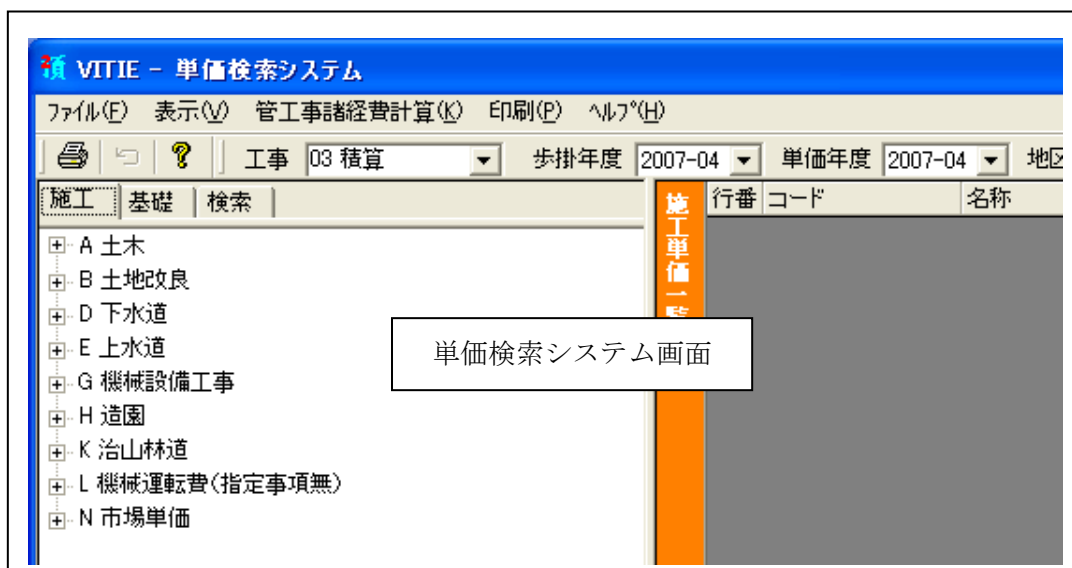 VITIE - 単価検索システム
ファイル(F) 表示(V) 管工事諸経費計算(K) 印刷(P) ヘルプ(H)
工事 03 積算 歩掛年度 2007-04 単価年度 2007-04 地区
施工 基礎 検索
施工単価一覧
行番 コード 名称
A 土木
B 土地改良
D 下水道
E 上水道
G 機械設備工事
H 造園
K 治山林道
L 機械運転費(指定事項無)
N 市場単価
単価検索システム画面